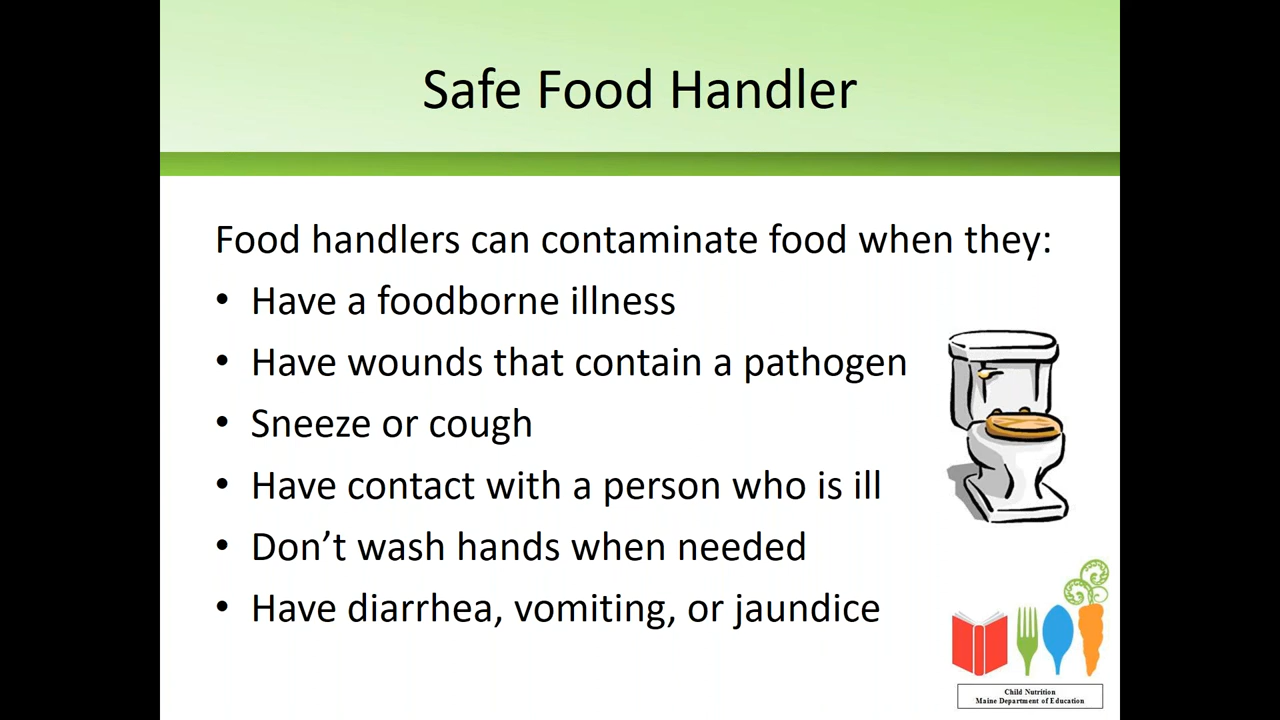 Safe Food Handler
Food handlers can contaminate food when they:
• Have a foodborne illness
• Have wounds that contain a pathogen
• Sneeze or cough
• Have contact with a person who is ill
• Don’t wash hands when needed
• Have diarrhea, vomiting, or jaundice
Child Nutrition
Maine Department of Education